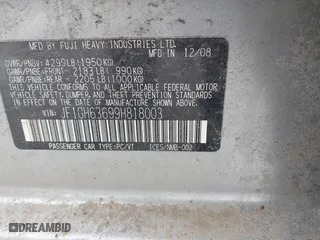 MFD BY FUJI HEAVY INDUSTRIES LTD.
12/08
GVWR/PNBV: 4299LB(1950KG)
GAWR/PNBE:FRONT- 2183LB( 990KG)
GAWR/PNBE:REAR - 2205LB(1000KG)
THIS VEHICLE CONFORMS TO ALL APPLICABLE
FEDERAL MOTOR VEHICLE
SAFETY, BUMPER, AND THEFT PREVENTION
STANDARDS IN EFFECT ON THE DATE OF
MANUFACTURE SHOWN ABOVE.
VIN: JF1GH63699H818003
PASSENGER CAR TYPE:PC/VT ICES/NMB-002
DREAMBID